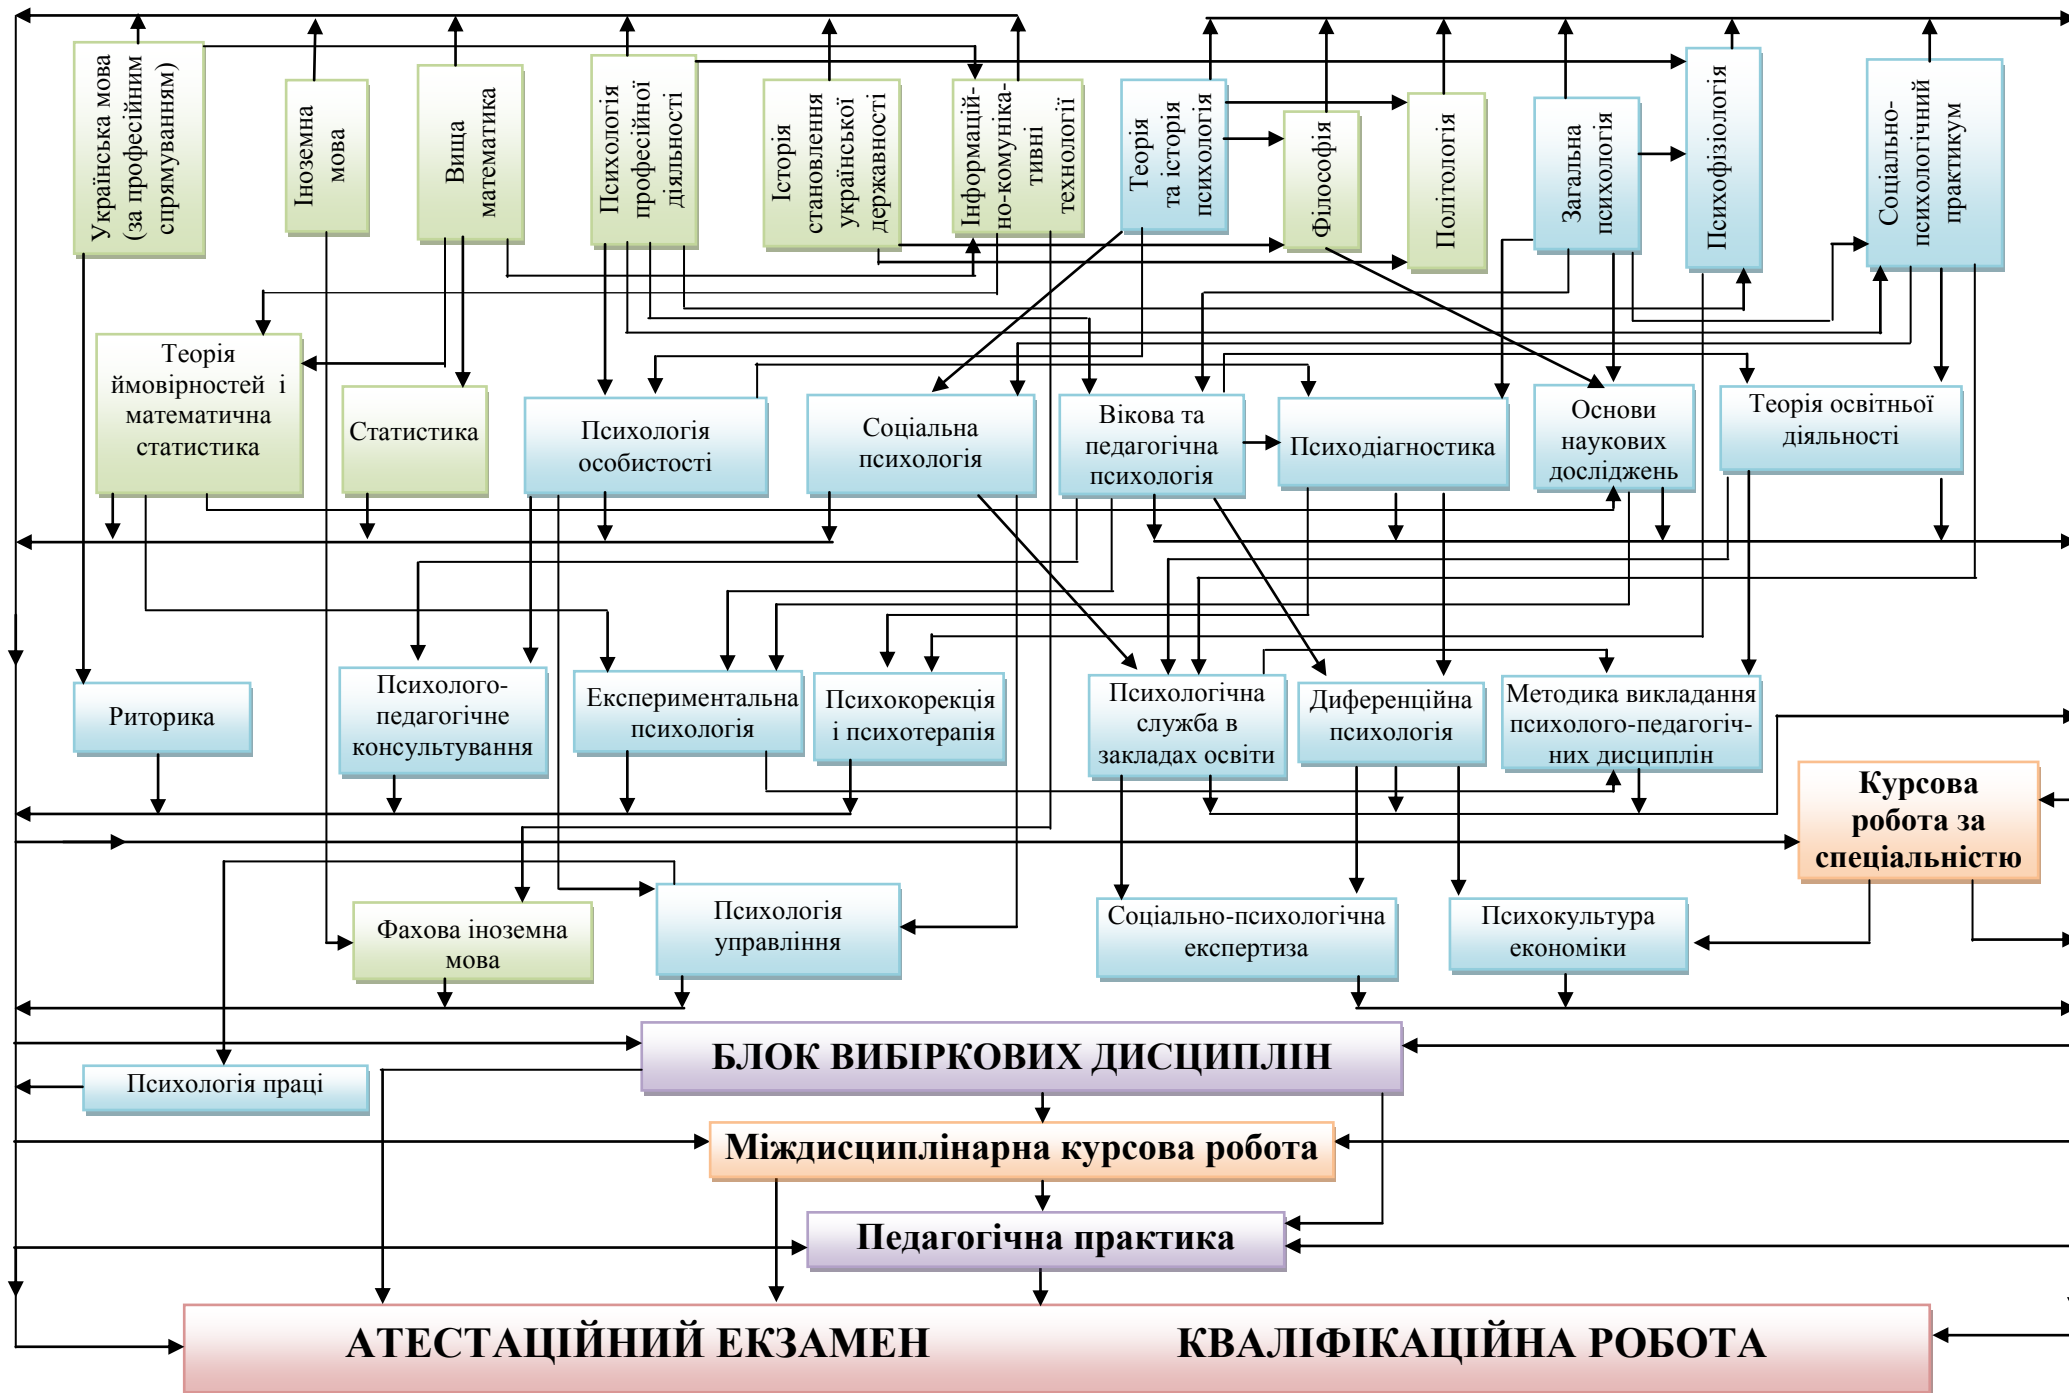 Українська мова
(за професійним
спрямуванням)
Іноземна
мова
Вища
математика
Психологія
професійної
діяльності
Історія
становлення
української
державності
Інформацій-
но-комуніка-
тивні
технології
Теорія
та історія
психологія
Філософія
Політологія
Загальна
психологія
Психофізіологія
Соціально-
психологічний
практикум
Теорія
ймовірностей і
математична
статистика
Статистика
Психологія
особистості
Соціальна
психологія
Вікова та
педагогічна
психологія
Психодіагностика
Основи
наукових
досліджень
Теорія освітньої
діяльності
Риторика
Психолого-
педагогічне
консультування
Експериментальна
психологія
Психокорекція
і психотерапія
Психологічна
служба в
закладах освіти
Диференційна
психологія
Методика викладання
психолого-педагогіч-
них дисциплін
Курсова
робота за
спеціальністю
Фахова іноземна
мова
Психологія
управління
Соціально-психологічна
експертиза
Психокультура
економіки
БЛОК ВИБІРКОВИХ ДИСЦИПЛІН
Психологія праці
Міждисциплінарна курсова робота
Педагогічна практика
АТЕСТАЦІЙНИЙ ЕКЗАМЕН КВАЛІФІКАЦІЙНА РОБОТА